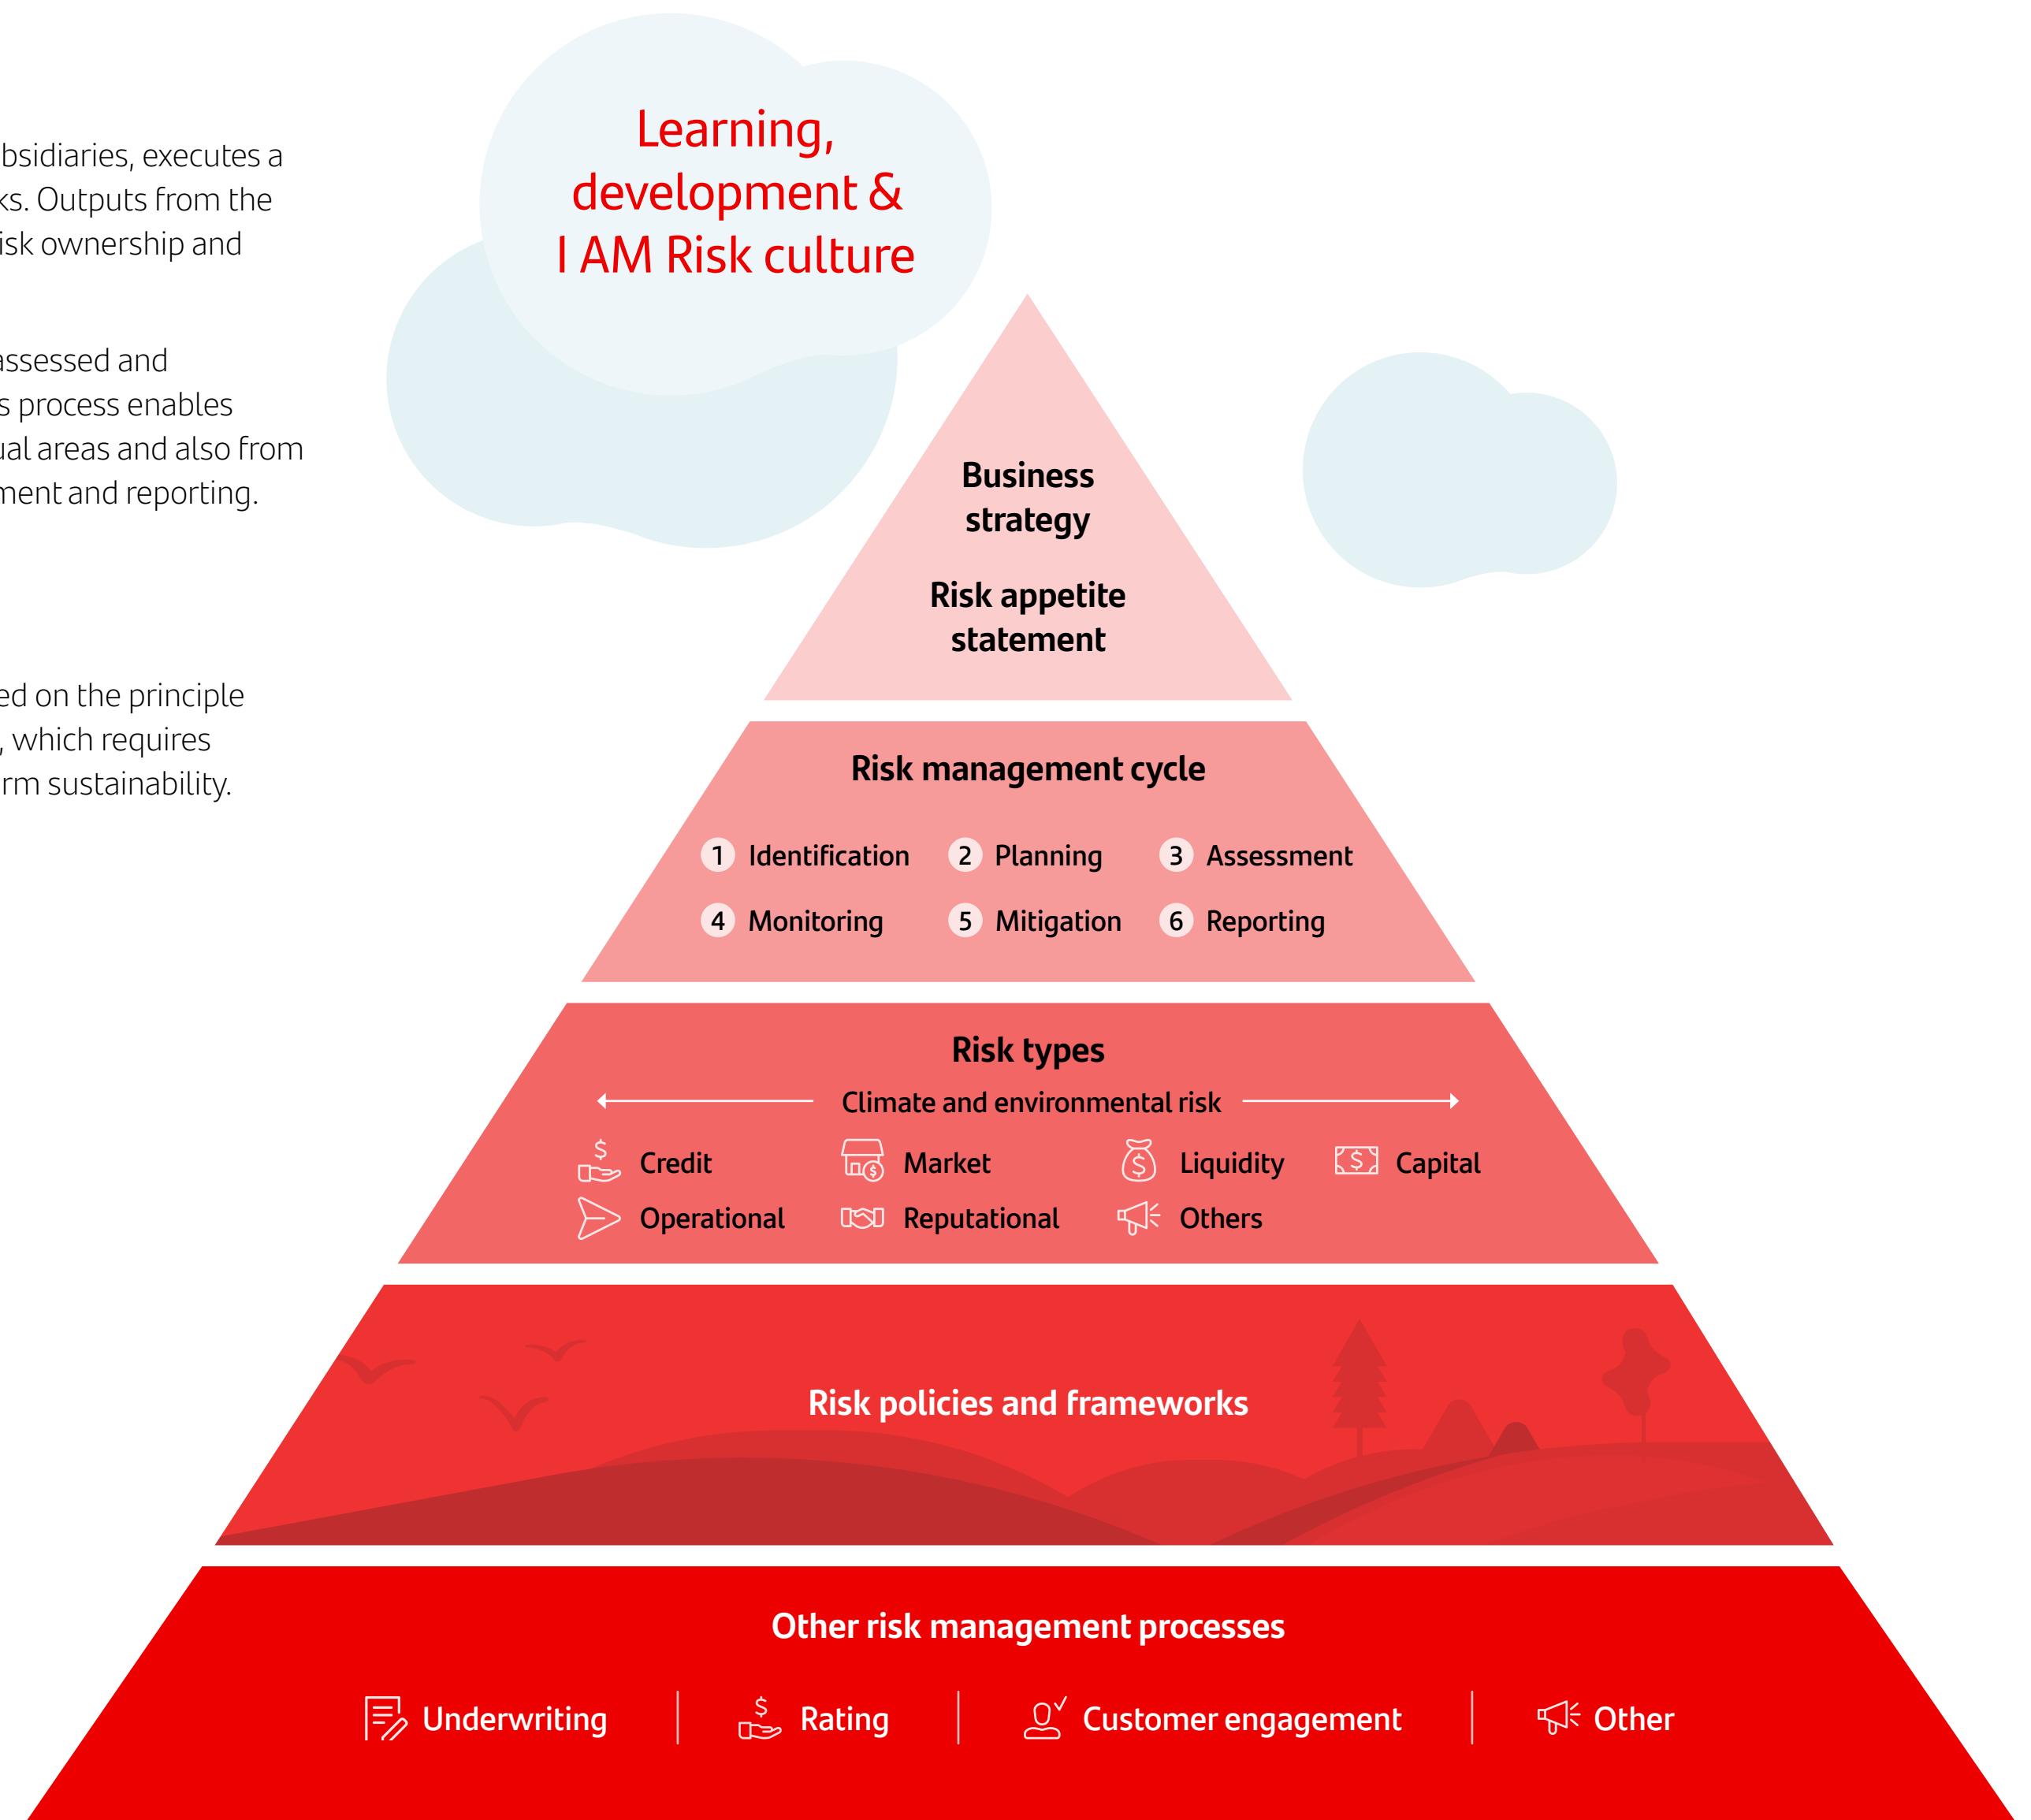 bsidiaries, executes a
ks. Outputs from the
isk ownership and
assessed and
s process enables
ual areas and also from
ment and reporting.
ed on the principle
, which requires
rm sustainability.
Learning,
development &
I AM Risk culture
Business
strategy
Risk appetite
statement
Risk management cycle
1 Identification 2 Planning 3 Assessment
4 Monitoring 5 Mitigation 6 Reporting
Risk types
Climate and environmental risk
Credit Market Liquidity Capital
Operational Reputational Others
Risk policies and frameworks
Other risk management processes
Underwriting Rating Customer engagement Other